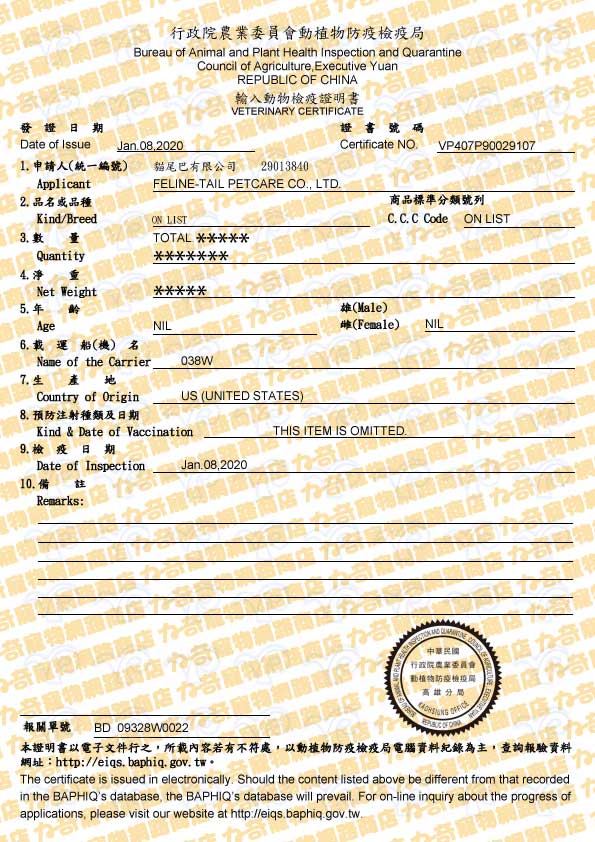 行政院農業委員會動植物防疫檢疫局
Bureau of Animal and Plant Health Inspection and Quarantine
Council of Agriculture,Executive Yuan
REPUBLIC OF CHINA
輸入動物檢疫證明書
VETERINARY CERTIFICATE
發 證 日 期 證 書 號 碼
Date of Issue Jan.08,2020 Certificate NO. VP407P90029107
1.申請人(統一編號) 貓尾巴有限公司 29013840
Applicant FELINE-TAIL PETCARE CO., LTD.
2.品名或品種 商品標準分類號列
Kind/Breed ON LIST C.C.C Code ON LIST
3.數 量 TOTAL *****
Quantity *******
4.淨 重
Net Weight *****
5.年 齡 雄(Male)
Age NIL 雌(Female) NIL
6.載 運 船(機) 名
Name of the Carrier 038W
7.生 產 地
Country of Origin US (UNITED STATES)
8.預防注射種類及日期
Kind & Date of Vaccination THIS ITEM IS OMITTED.
9.檢 疫 日 期
Date of Inspection Jan.08,2020
10.備 註
Remarks:
BUREAU OF ANIMAL AND PLANT HEALTH INSPECTION AND QUARANTINE, COUNCIL OF AGRICULTURE, EXECUTIVE YUAN
中華民國
行政院農業委員會
動植物防疫檢疫局
高雄分局
KAOHSIUNG OFFICE
REPUBLIC OF CHINA
報關單號 BD 09328W0022
本證明書以電子文件行之，所載內容若有不符處，以動植物防疫檢疫局電腦資料紀錄為主，查詢報驗資料
網址：http://eiqs.baphiq.gov.tw。
The certificate is issued in electronically. Should the content listed above be different from that recorded
in the BAPHIQ's database, the BAPHIQ's database will prevail. For on-line inquiry about the progress of
applications, please visit our website at http://eiqs.baphiq.gov.tw.